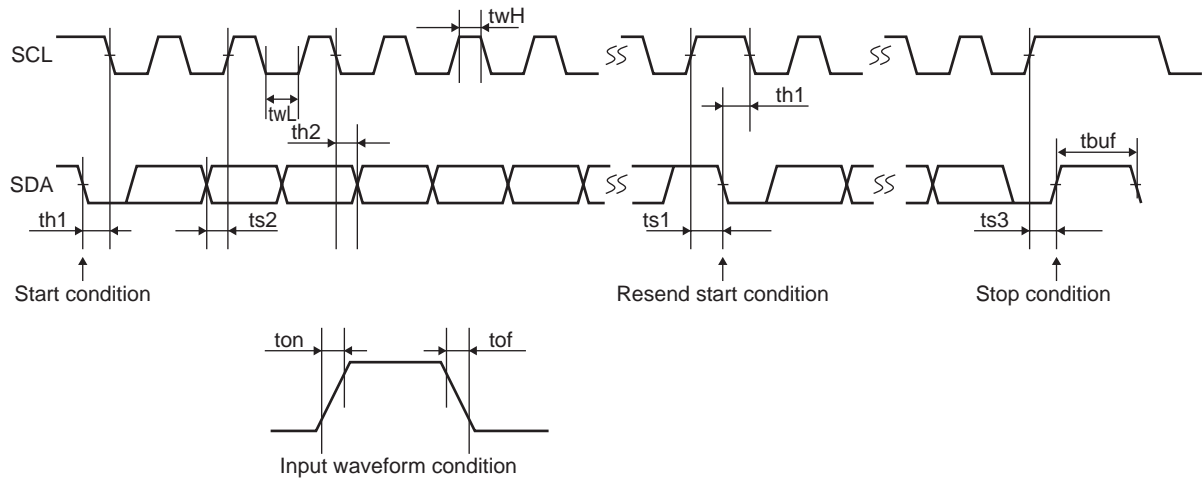 twH
SCL
twL
th1
th2
tbuf
SDA
th1
ts2
ts1
ts3
Start condition
Resend start condition
Stop condition
ton
tof
Input waveform condition